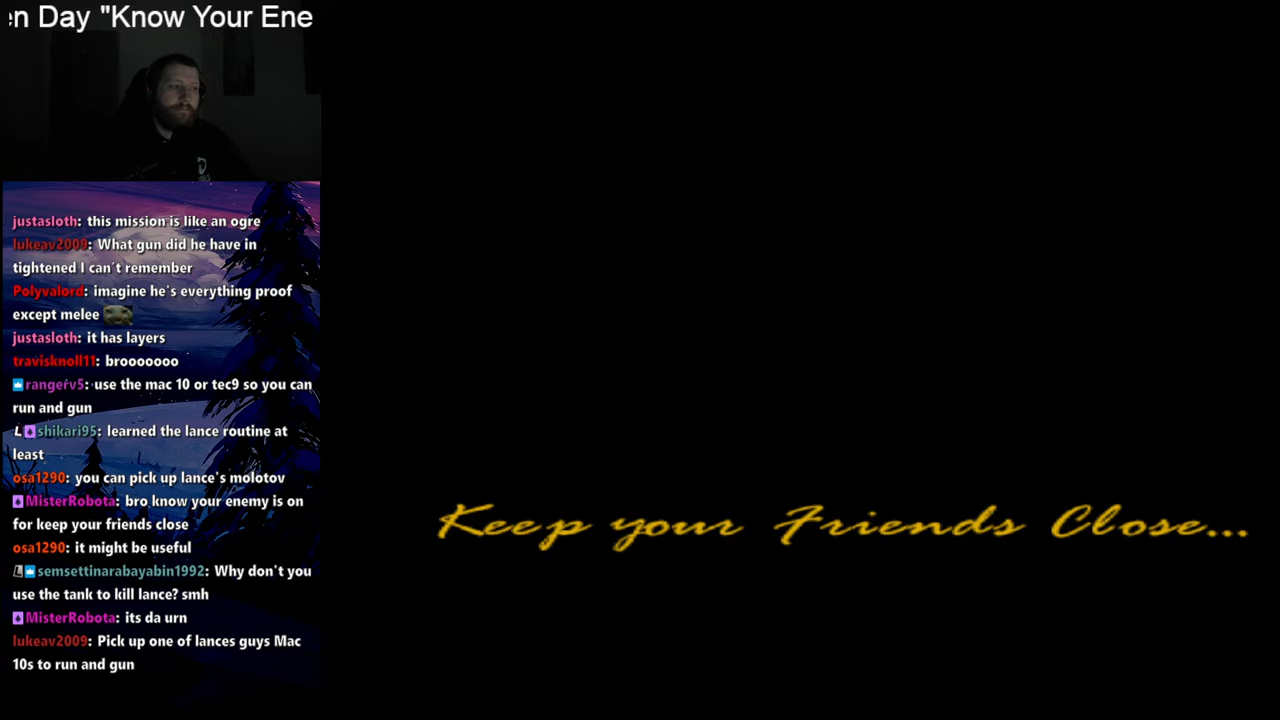 en Day "Know Your Ene
justasloth: this mission is like an ogre
lukeav2009: What gun did he have in
tightened I can't remember
Polyvalord: imagine he's everything proof
except melee
justasloth: it has layers
travisknoll11: brooooooo
rangerv5: use the mac 10 or tec9 so you can
run and gun
shikari95: learned the lance routine at
least
osa1290: you can pick up lance's molotov
MisterRobota: bro know your enemy is on
for keep your friends close
osa1290: it might be useful
semsettinarabayabin1992: Why don't you
use the tank to kill lance? smh
MisterRobota: its da urn
lukeav2009: Pick up one of lances guys Mac
10s to run and gun
Keep your Friends Close...